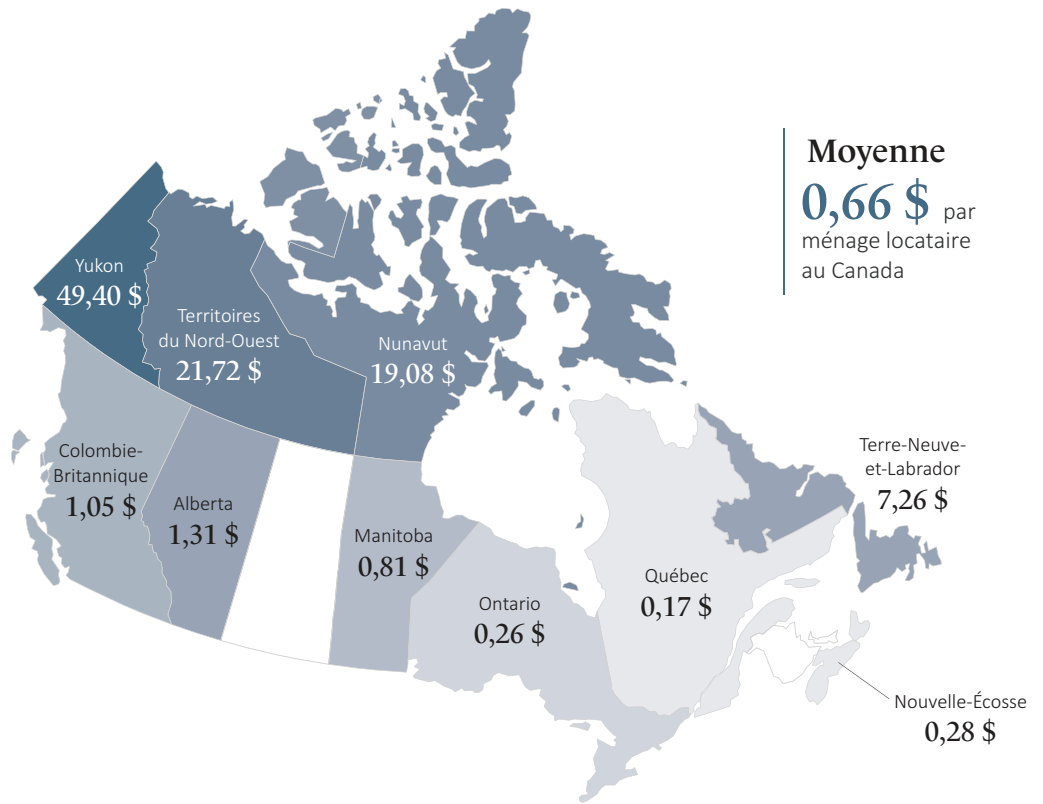 Moyenne
0,66 $ par
ménage locataire
au Canada
Yukon
49,40 $
Territoires
du Nord-Ouest
21,72 $
Nunavut
19,08 $
Colombie-
Britannique
1,05 $
Alberta
1,31 $
Manitoba
0,81 $
Ontario
0,26 $
Québec
0,17 $
Terre-Neuve-
et-Labrador
7,26 $
Nouvelle-Écosse
0,28 $